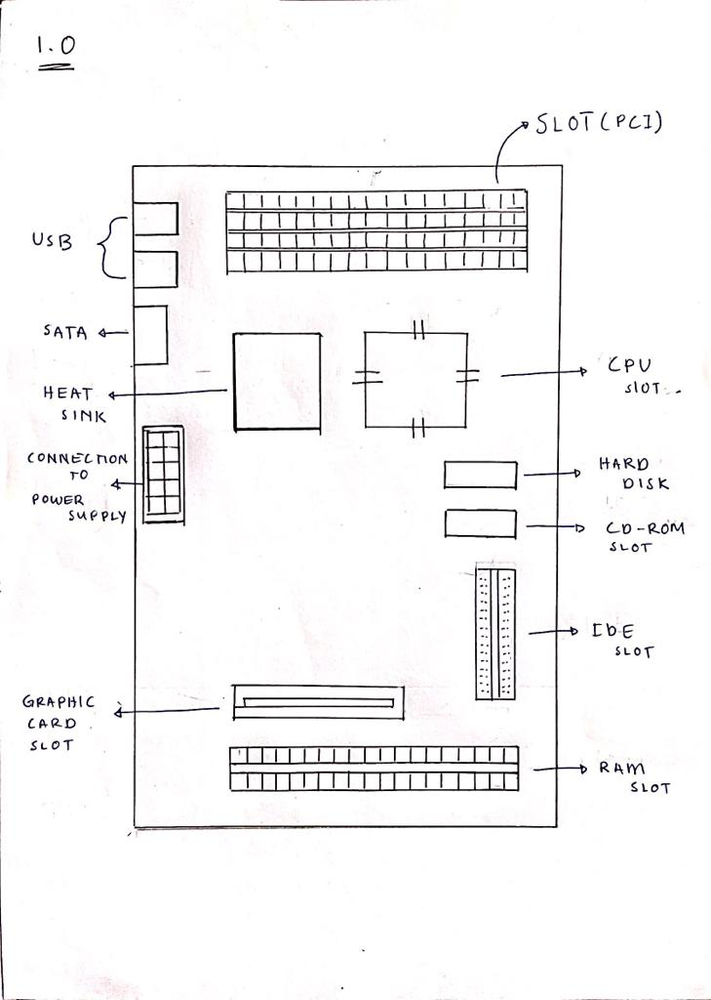 1.0
SLOT (PCI)
USB
SATA
HEAT
SINK
CPU
SlOT
CONNECTION
TO
POWER
SUPPLY
HARD
DISK
CD-ROM
SLOT
IDE
SLOT
GRAPHIC
CARD
SLOT
RAM
SLOT